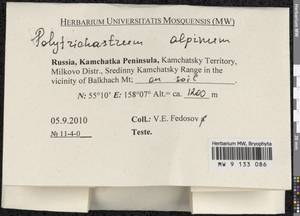 HERBARIUM UNIVERSITATIS MOSQUENSIS (MW)
Polytrichastrum alpinum
Russia, Kamchatka Peninsula, Kamchatsky Territory,
Milkovo Distr., Sredinny Kamchatsky Range in the
vicinity of Balkhach Mt; on soil
N: 55°10' E: 158°07' Alt.= ca. 1200 m
05.9.2010 Coll.: V.E. Fedosov
№ 11-4-0 Teste.
Herbarium MW, Bryophyta
MW 9 133 086